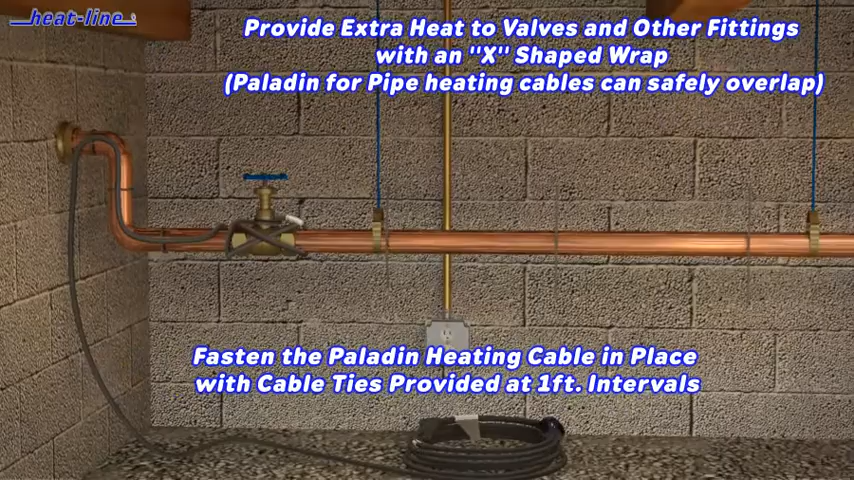 heat-line
Provide Extra Heat to Valves and Other Fittings
with an "X" Shaped Wrap
(Paladin for Pipe heating cables can safely overlap)
Fasten the Paladin Heating Cable in Place
with Cable Ties Provided at 1ft. Intervals